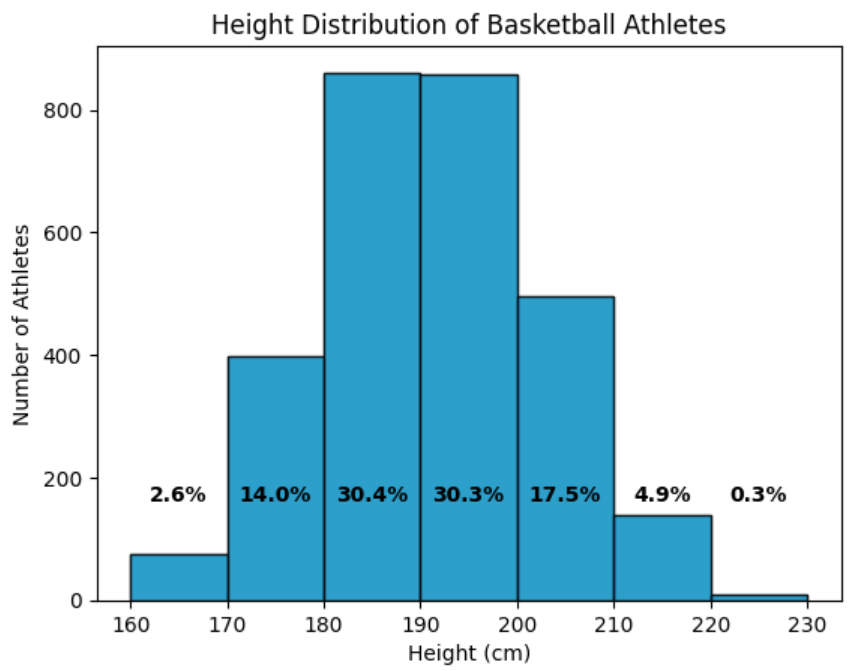 Height Distribution of Basketball Athletes
Number of Athletes
800
600
400
200
0
2.6% 14.0% 30.4% 30.3% 17.5% 4.9% 0.3%
160 170 180 190 200 210 220 230
Height (cm)